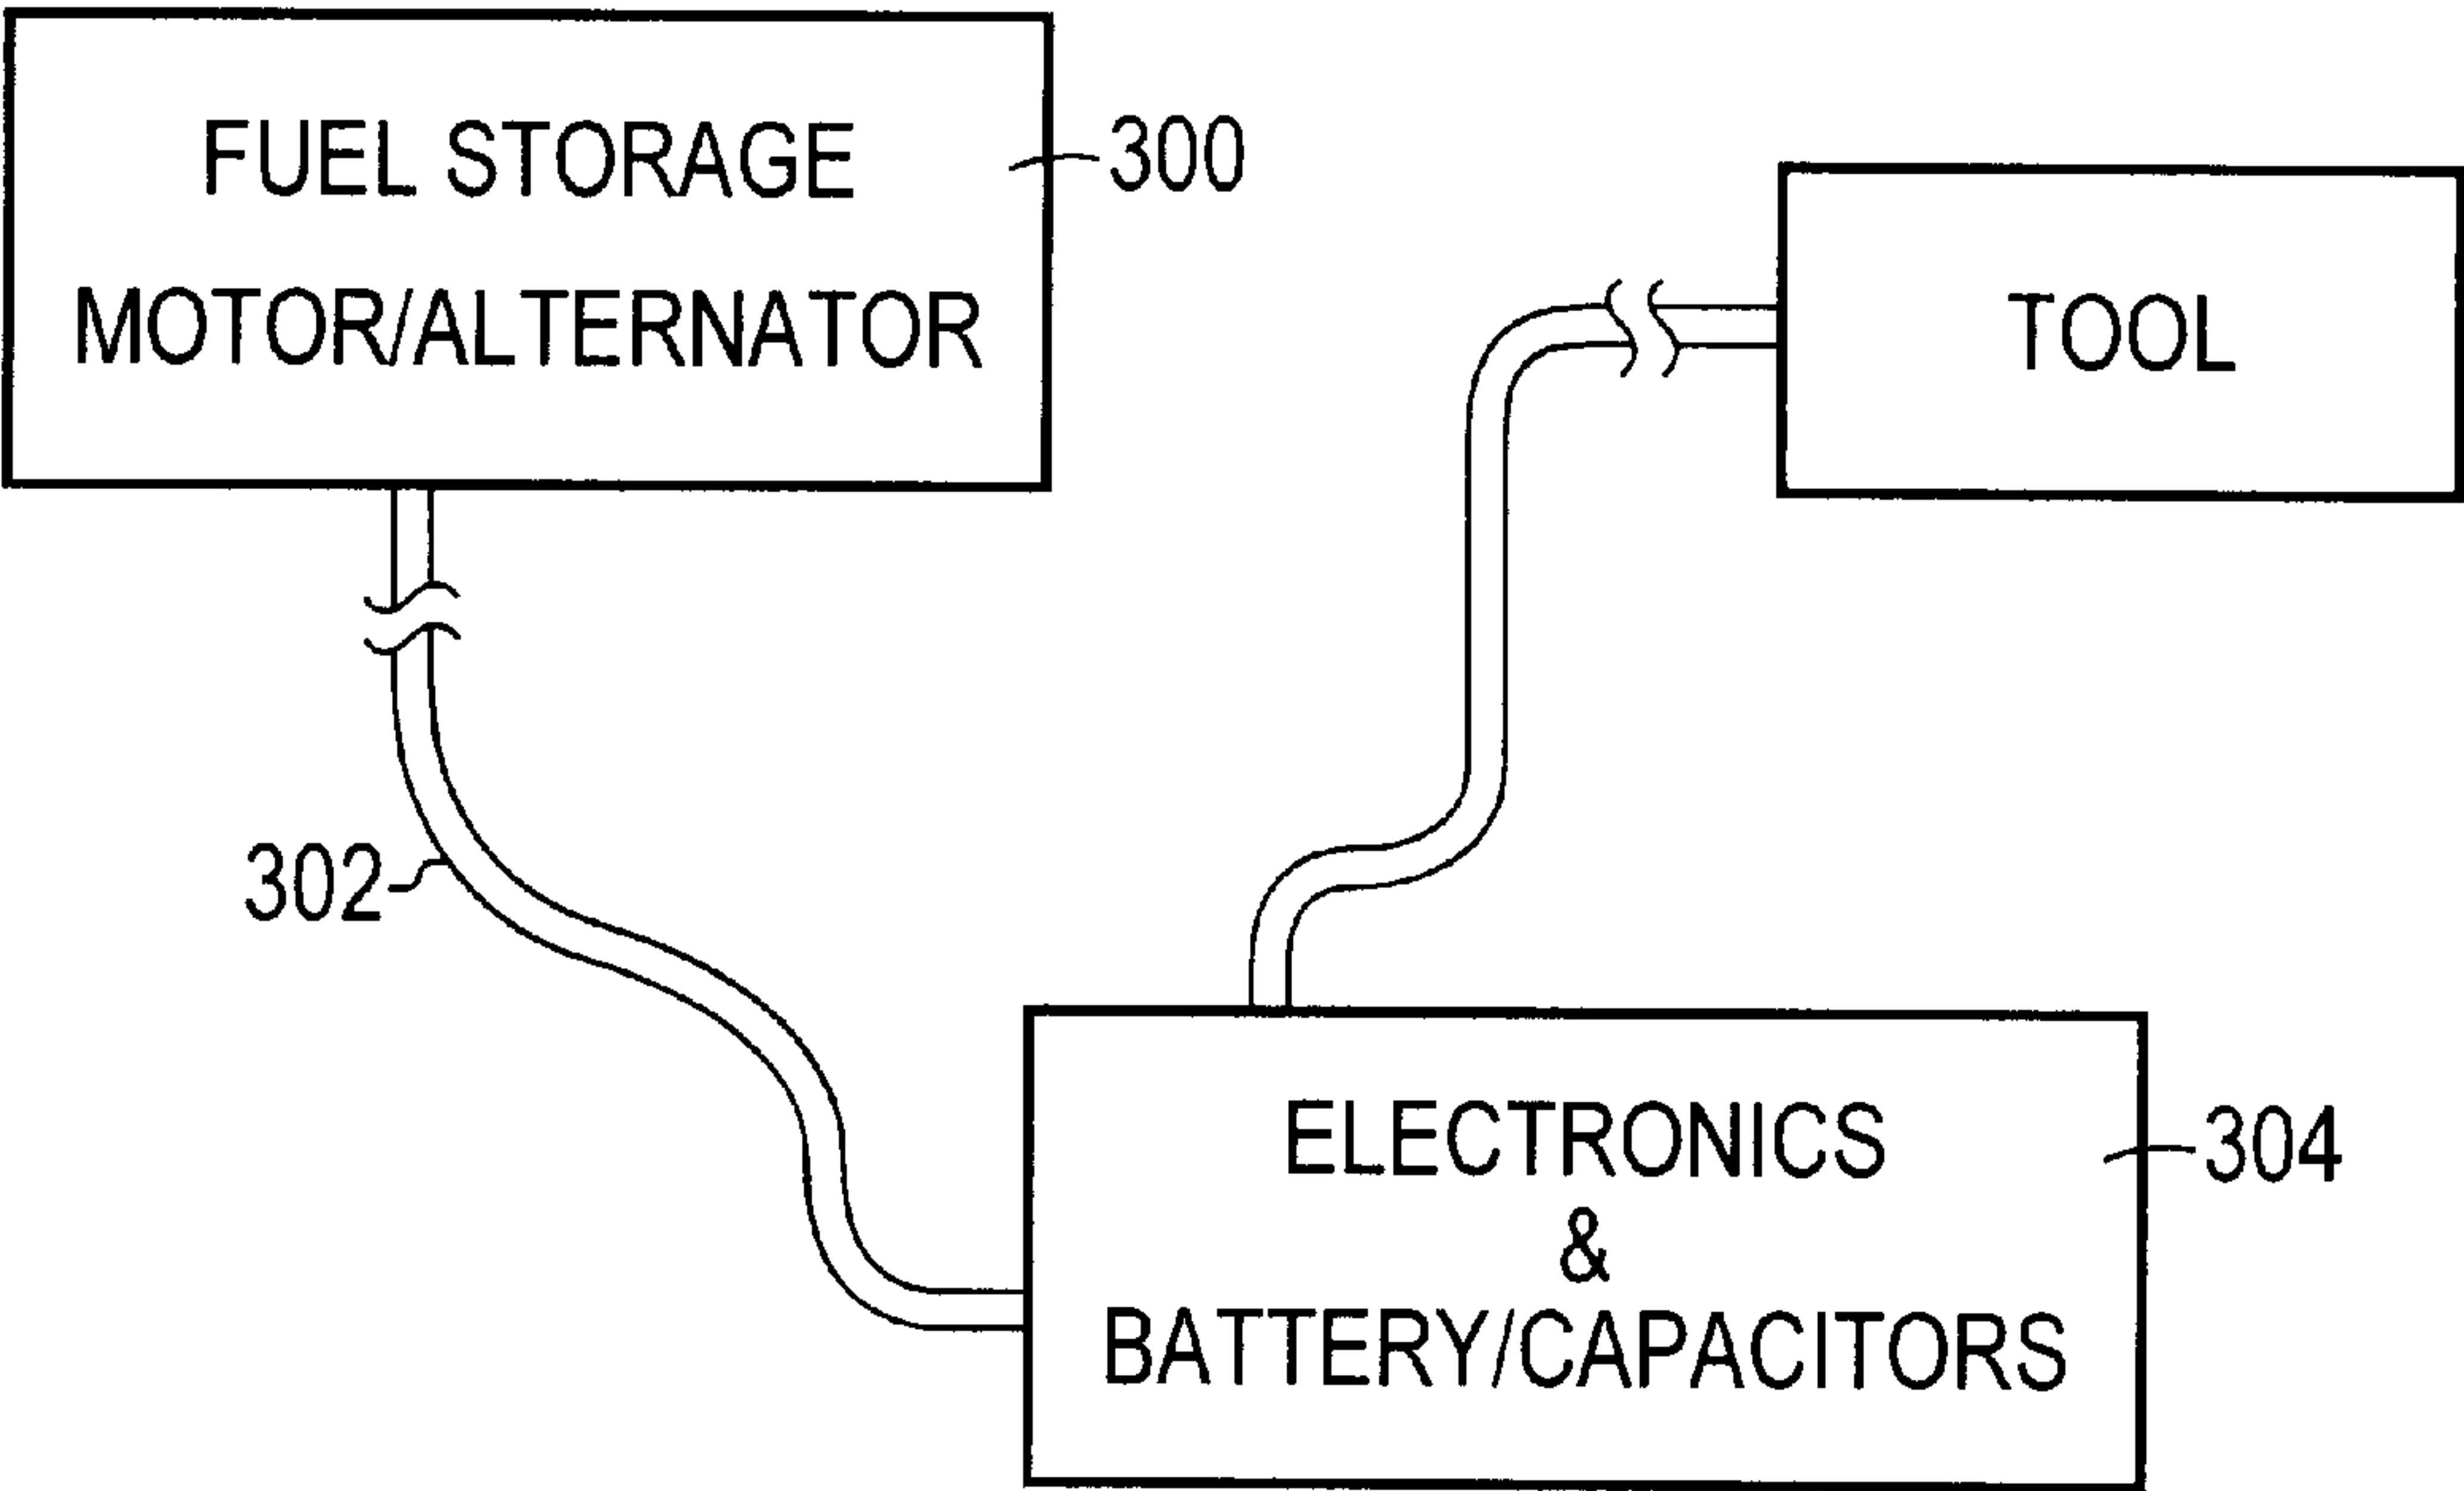 FUEL STORAGE
MOTOR/ALTERNATOR
300
TOOL
302
ELECTRONICS
&
BATTERY/CAPACITORS
304